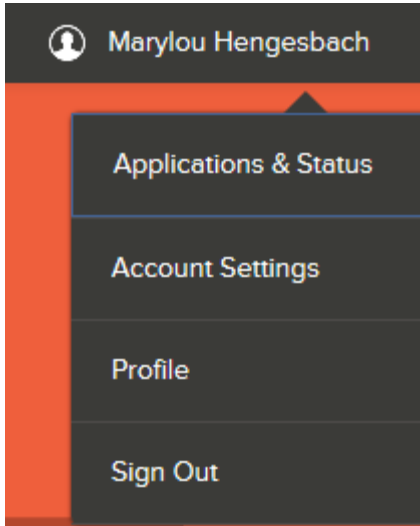 Marylou Hengesbach
Applications & Status
Account Settings
Profile
Sign Out